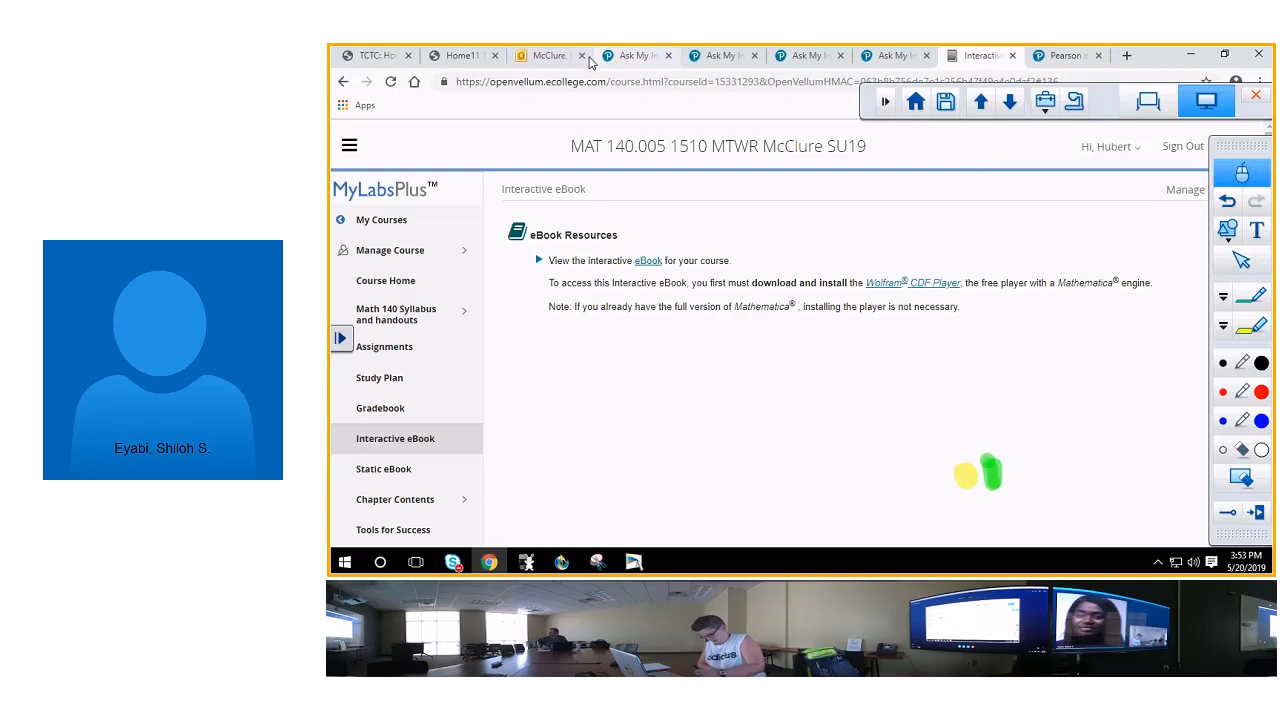 TCTC: Ho
Home11 1
McClure,
Ask My In
Ask My In
Ask My In
Ask My In
Interactiv
Pearson e
https://openvellum.ecollege.com/course.html?courseId=15331293&OpenVellumHMAC=
Apps
MAT 140.005 1510 MTWR McClure SU19
Hi, Hubert
Sign Out
MyLabsPlus™
Interactive eBook
Manage
My Courses
Manage Course
Course Home
Math 140 Syllabus
and handouts
Assignments
Study Plan
Gradebook
Interactive eBook
Static eBook
Chapter Contents
Tools for Success
eBook Resources
View the interactive eBook for your course.
To access this Interactive eBook, you first must download and install the Wolfram® CDF Player, the free player with a Mathematica® engine.
Note: If you already have the full version of Mathematica® , installing the player is not necessary.
T
Eyabi, Shiloh S.
3:53 PM
5/20/2019
adidas